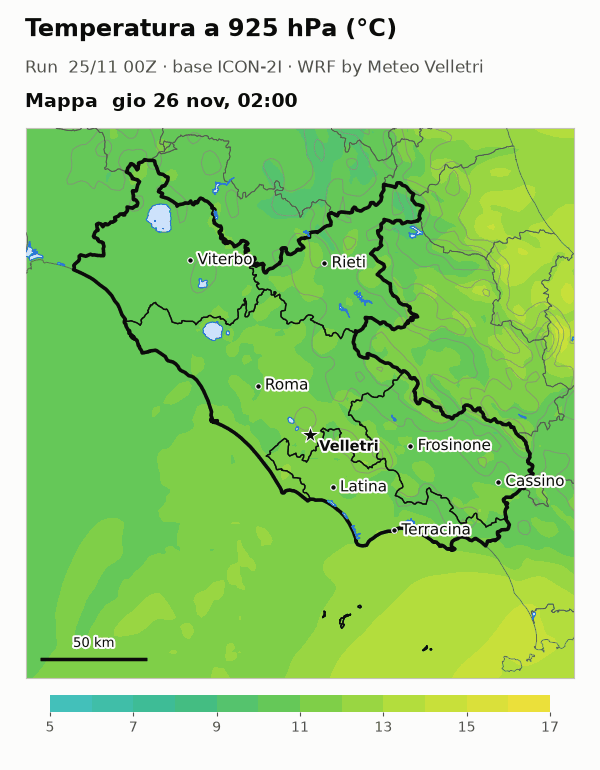 Temperatura a 925 hPa (°C)
Run  25/11 00Z · base ICON-2I · WRF by Meteo Velletri
Mappa  gio 26 nov, 02:00
Viterbo
Rieti
Roma
Velletri
Frosinone
Latina
Cassino
Terracina
50 km
5 7 9 11 13 15 17